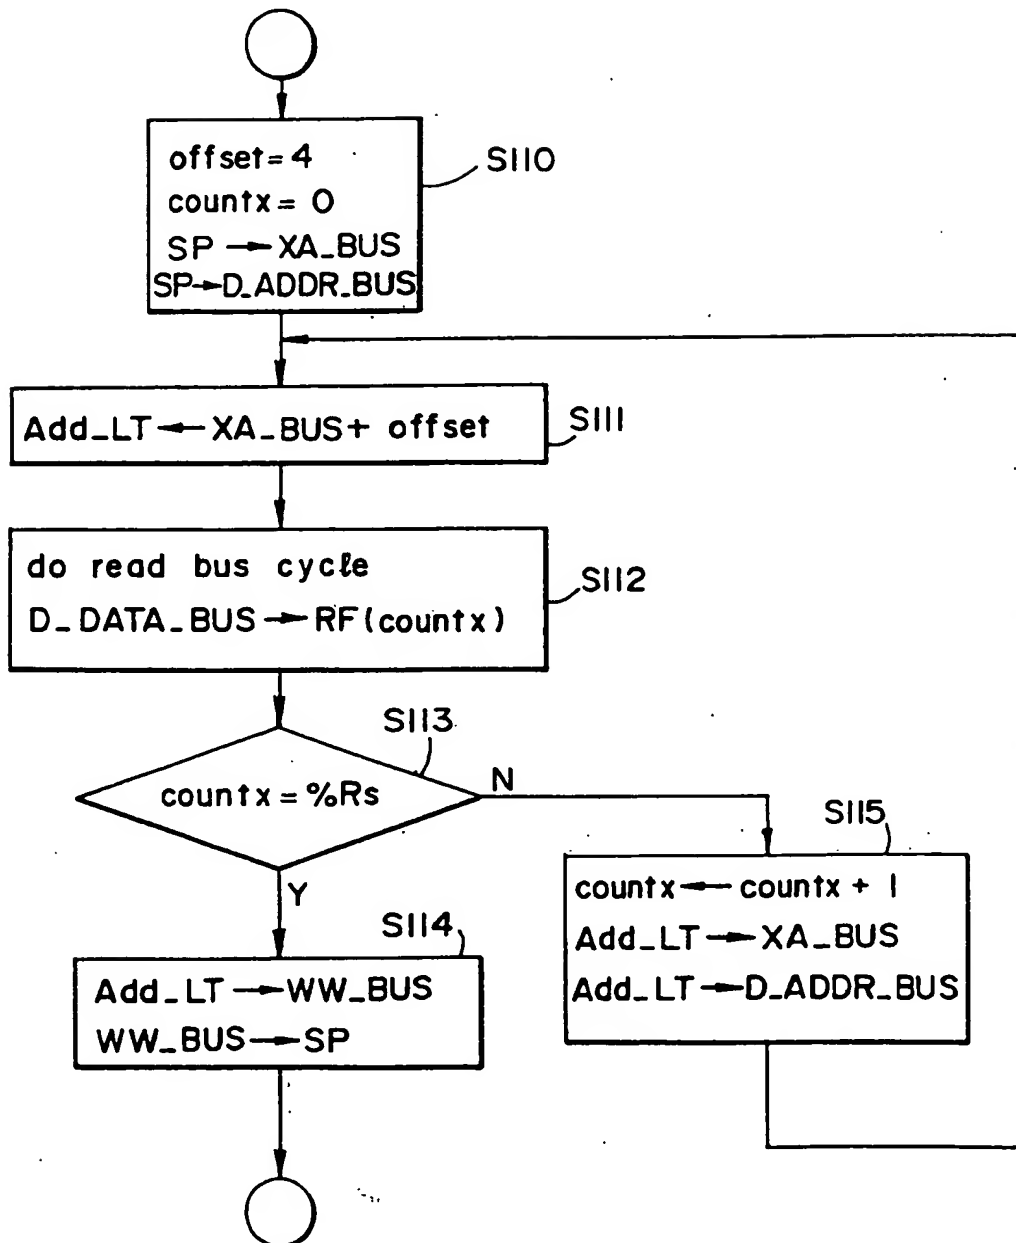 offset=4
countx = 0
SP → XA_BUS
SP→D_ADDR_BUS
S110
Add_LT ← XA_BUS+ offset
S111
do read bus cycle
D_DATA_BUS → RF(countx)
S112
S113
countx = %Rs
N
Y
S115
countx ← countx + 1
Add_LT → XA_BUS
Add_LT → D_ADDR_BUS
S114
Add_LT → WW_BUS
WW_BUS → SP